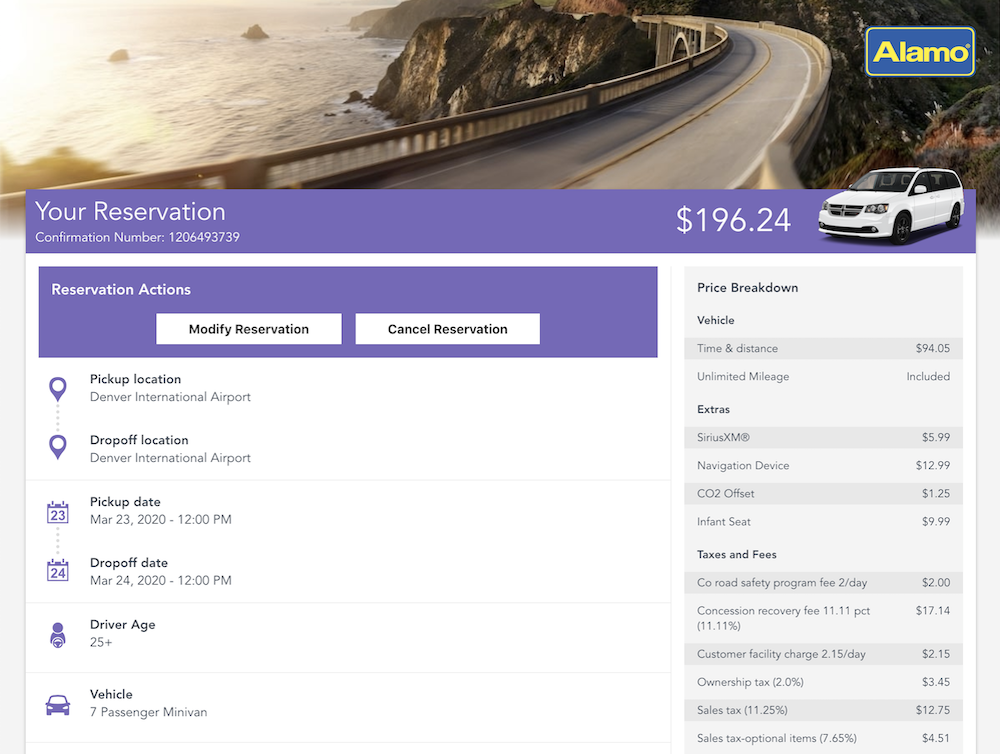 Alamo®
Your Reservation
Confirmation Number: 1206493739
$196.24
Reservation Actions
Modify Reservation
Cancel Reservation
Pickup location
Denver International Airport
Dropoff location
Denver International Airport
23
Pickup date
Mar 23, 2020 - 12:00 PM
24
Dropoff date
Mar 24, 2020 - 12:00 PM
Driver Age
25+
Vehicle
7 Passenger Minivan
Price Breakdown
Vehicle
Time & distance $94.05
Unlimited Mileage Included
Extras
SiriusXM® $5.99
Navigation Device $12.99
CO2 Offset $1.25
Infant Seat $9.99
Taxes and Fees
Co road safety program fee 2/day $2.00
Concession recovery fee 11.11 pct $17.14
(11.11%)
Customer facility charge 2.15/day $2.15
Ownership tax (2.0%) $3.45
Sales tax (11.25%) $12.75
Sales tax-optional items (7.65%) $4.51